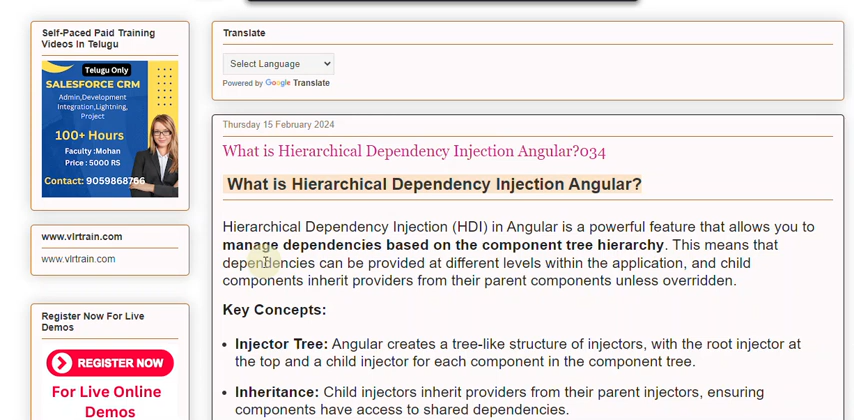 Self-Paced Paid Training
Videos In Telugu
Telugu Only
SALESFORCE CRM
Admin,Development
Integration,Lightning,
Project
100+ Hours
Faculty :Mohan
Price : 5000 RS
Contact: 9059868766
www.vlrtrain.com
www.vlrtrain.com
Register Now For Live
Demos
REGISTER NOW
For Live Online
Demos
Translate
Select Language
Powered by Google Translate
Thursday 15 February 2024
What is Hierarchical Dependency Injection Angular?034
What is Hierarchical Dependency Injection Angular?
Hierarchical Dependency Injection (HDI) in Angular is a powerful feature that allows you to
manage dependencies based on the component tree hierarchy. This means that
dependencies can be provided at different levels within the application, and child
components inherit providers from their parent components unless overridden.
Key Concepts:
• Injector Tree: Angular creates a tree-like structure of injectors, with the root injector at
the top and a child injector for each component in the component tree.
• Inheritance: Child injectors inherit providers from their parent injectors, ensuring
components have access to shared dependencies.